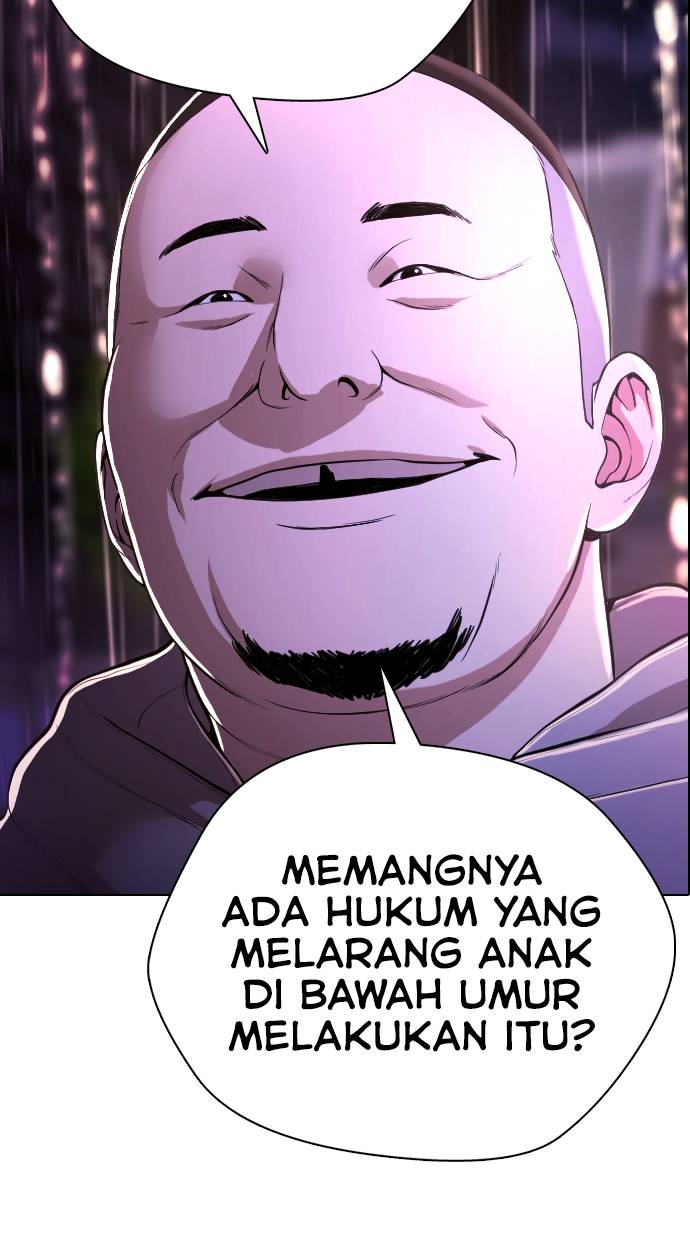 MEMANGNYA
ADA HUKUM YANG
MELARANG ANAK
DI BAWAH UMUR
MELAKUKAN ITU?